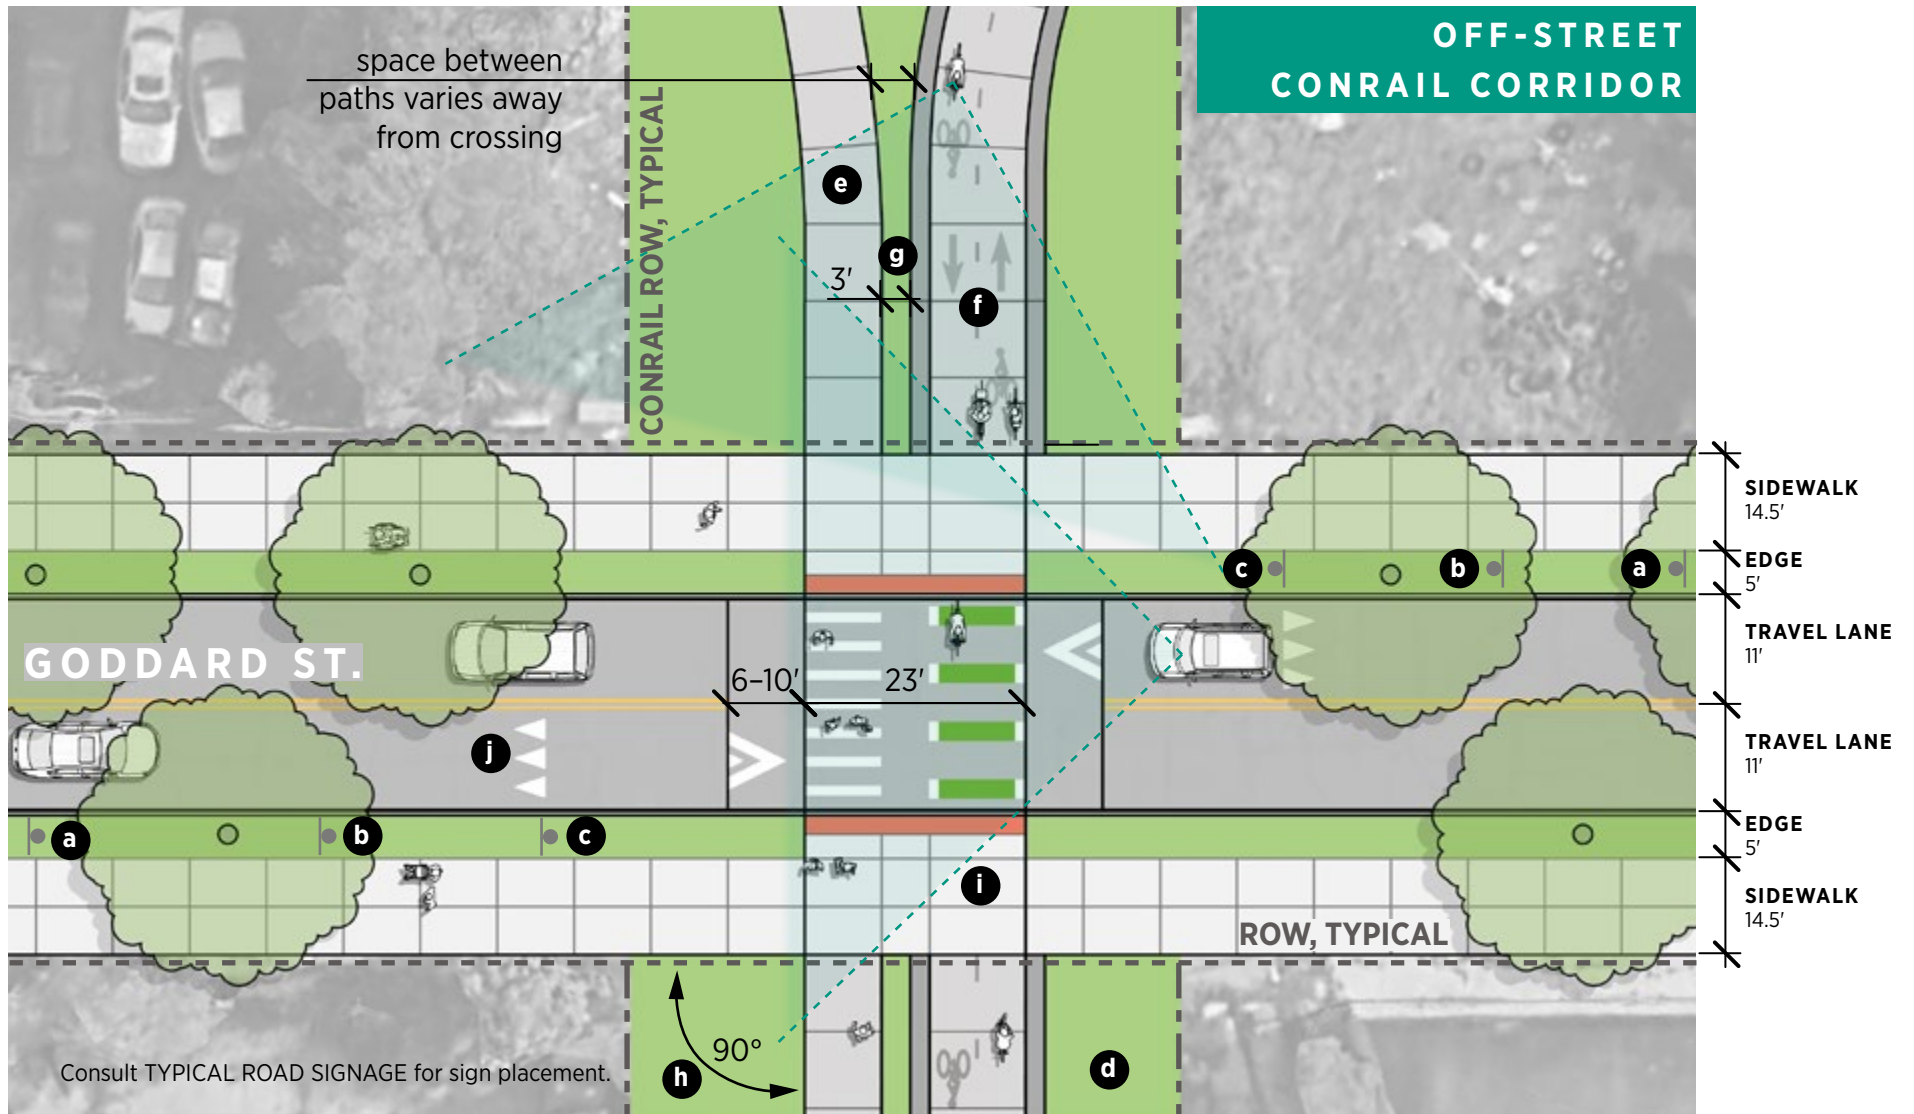 OFF-STREET
CONRAIL CORRIDOR
space between
paths varies away
from crossing
CONRAIL ROW, TYPICAL
e
g
3'
f
SIDEWALK
14.5'
c
b
a
EDGE
5'
TRAVEL LANE
11'
GODDARD ST.
6–10'
23'
j
TRAVEL LANE
11'
a
b
c
EDGE
5'
i
SIDEWALK
14.5'
ROW, TYPICAL
90°
h
d
Consult TYPICAL ROAD SIGNAGE for sign placement.